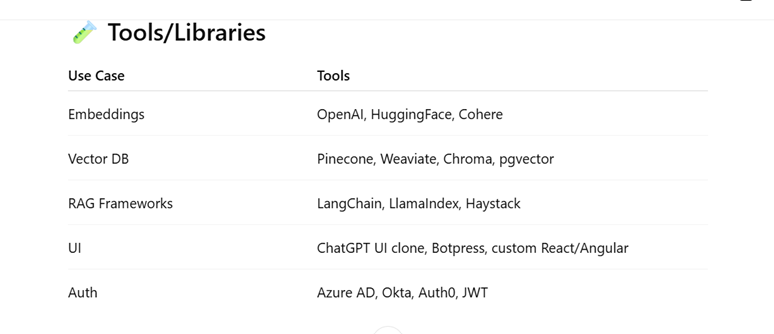 Tools/Libraries
Use Case Tools
Embeddings OpenAI, HuggingFace, Cohere
Vector DB Pinecone, Weaviate, Chroma, pgvector
RAG Frameworks LangChain, LlamaIndex, Haystack
UI ChatGPT UI clone, Botpress, custom React/Angular
Auth Azure AD, Okta, Auth0, JWT